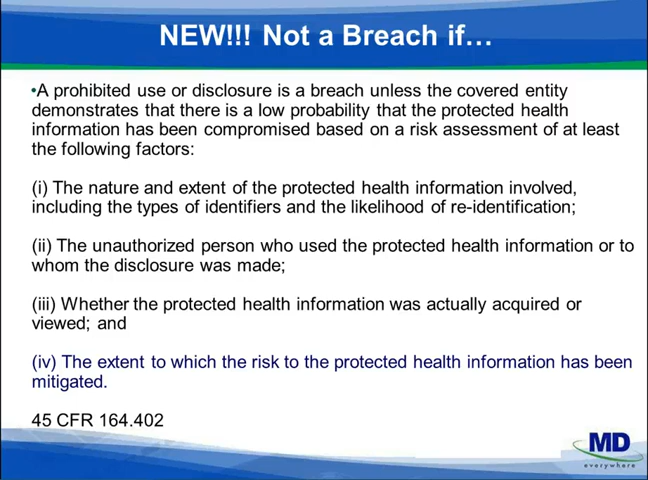 NEW!!! Not a Breach if…
•A prohibited use or disclosure is a breach unless the covered entity
demonstrates that there is a low probability that the protected health
information has been compromised based on a risk assessment of at least
the following factors:
(i) The nature and extent of the protected health information involved,
including the types of identifiers and the likelihood of re-identification;
(ii) The unauthorized person who used the protected health information or to
whom the disclosure was made;
(iii) Whether the protected health information was actually acquired or
viewed; and
(iv) The extent to which the risk to the protected health information has been
mitigated.
45 CFR 164.402
MD
everywhere